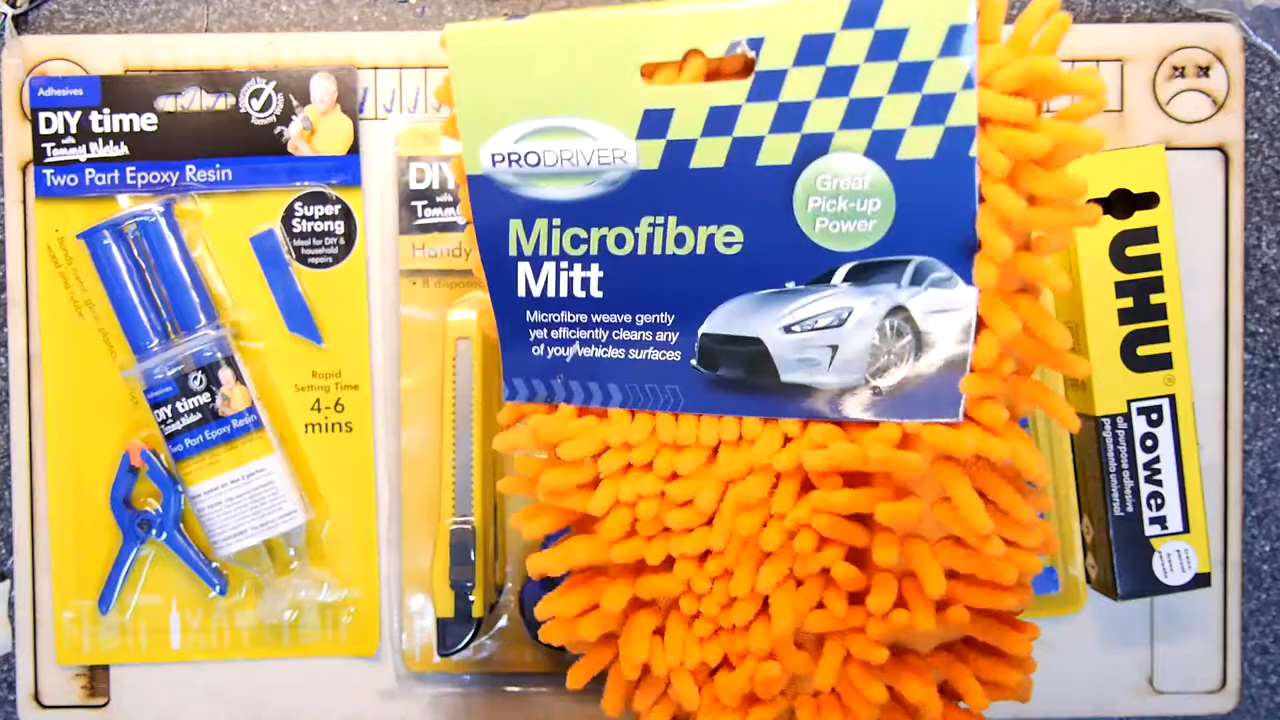 Adhesives
DIY time
with
Tommy Walsh
Two Part Epoxy Resin
Super
Strong
Ideal for DIY &
household
repairs
Rapid
Setting Time
4-6
mins
Adhesives
DIY time
Two Part Epoxy Resin
DIY
with
Tommy
Handy
PRODRIVER
Great
Pick-up
Power
Microfibre
Mitt
Microfibre weave gently
yet efficiently cleans any
of your vehicles surfaces
UHU®
Power
all purpose adhesive
pegamento universal